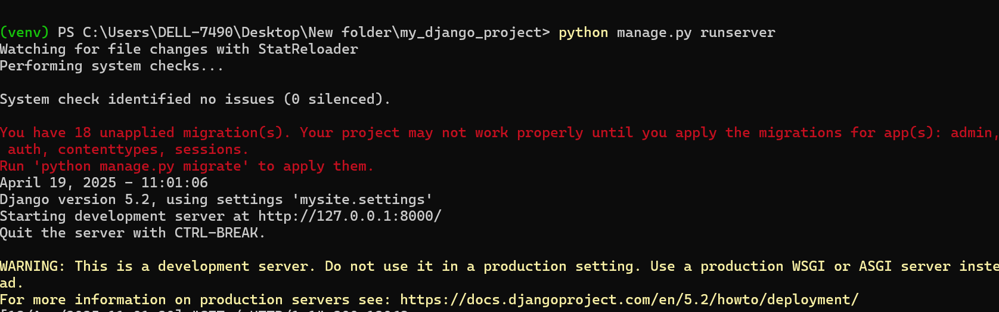 (venv) PS C:\Users\DELL-7490\Desktop\New folder\my_django_project> python manage.py runserver
Watching for file changes with StatReloader
Performing system checks...
System check identified no issues (0 silenced).
You have 18 unapplied migration(s). Your project may not work properly until you apply the migrations for app(s): admin,
 auth, contenttypes, sessions.
Run 'python manage.py migrate' to apply them.
April 19, 2025 - 11:01:06
Django version 5.2, using settings 'mysite.settings'
Starting development server at http://127.0.0.1:8000/
Quit the server with CTRL-BREAK.
WARNING: This is a development server. Do not use it in a production setting. Use a production WSGI or ASGI server inste
ad.
For more information on production servers see: https://docs.djangoproject.com/en/5.2/howto/deployment/